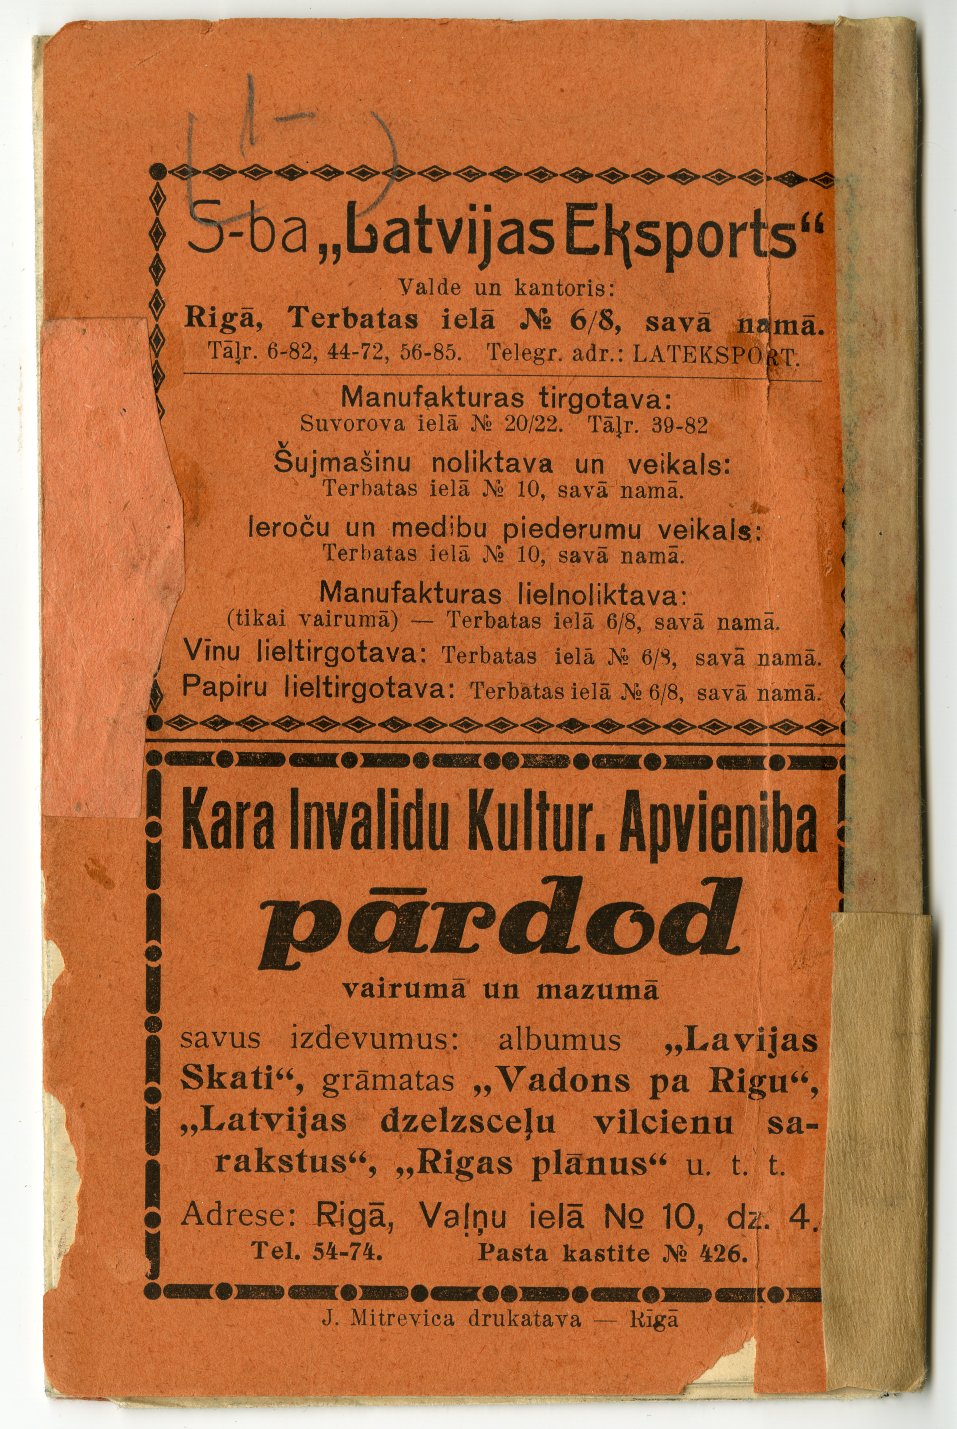 S-ba „Latvijas Eksports“
Valde un kantoris:
Rigā, Terbatas ielā № 6/8, savā namā.
Tāļr. 6-82, 44-72, 56-85. Telegr. adr.: LATEKSPORT.
Manufakturas tirgotava:
Suvorova ielā № 20/22. Tāļr. 39-82
Šujmašinu noliktava un veikals:
Terbatas ielā № 10, savā namā.
Ieroču un medibu piederumu veikals:
Terbatas ielā № 10, savā namā.
Manufakturas lielnoliktava:
(tikai vairumā) — Terbatas ielā 6/8, savā namā.
Vīnu lieltirgotava: Terbatas ielā № 6/8, savā namā.
Papiru lieltirgotava: Terbatas ielā № 6/8, savā namā.
Kara Invalidu Kultur. Apvieniba
pārdod
vairumā un mazumā
savus izdevumus: albumus „Lavijas
Skati“, grāmatas „Vadons pa Rigu“,
„Latvijas dzelzsceļu vilcienu sa-
rakstus“, „Rigas plānus“ u. t. t.
Adrese: Rigā, Vaļņu ielā № 10, dz. 4.
Tel. 54-74. Pasta kastite № 426.
J. Mitrevica drukatava — Rīgā